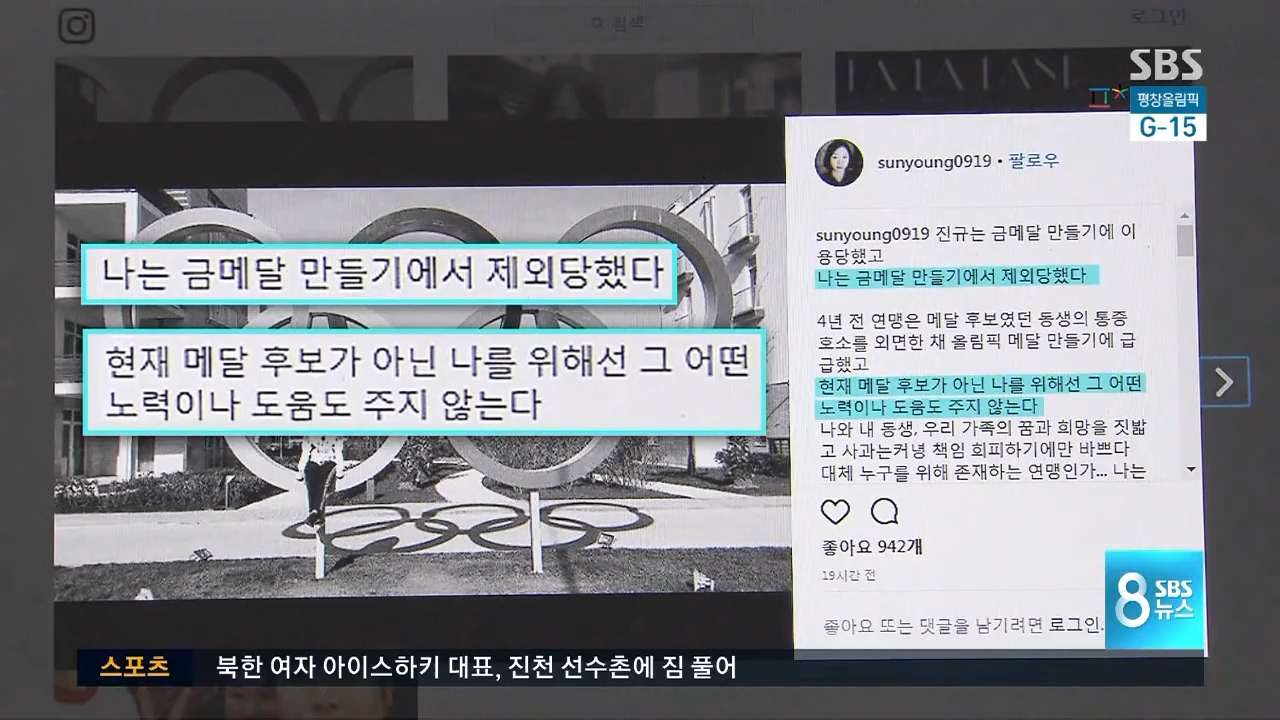 검색
로그인
SBS
평창올림픽
G-15
sunyoung0919 • 팔로우
sunyoung0919 진규는 금메달 만들기에 이
용당했고
나는 금메달 만들기에서 제외당했다
4년 전 연맹은 메달 후보였던 동생의 통증
호소를 외면한 채 올림픽 메달 만들기에 급
급했고
현재 메달 후보가 아닌 나를 위해선 그 어떤
노력이나 도움도 주지 않는다
나와 내 동생, 우리 가족의 꿈과 희망을 짓밟
고 사과는커녕 책임 회피하기에만 바쁘다
대체 누구를 위해 존재하는 연맹인가... 나는
좋아요 942개
19시간 전
좋아요 또는 댓글을 남기려면 로그인.
나는 금메달 만들기에서 제외당했다
현재 메달 후보가 아닌 나를 위해선 그 어떤
노력이나 도움도 주지 않는다
8 SBS
뉴스
스포츠 북한 여자 아이스하키 대표, 진천 선수촌에 짐 풀어